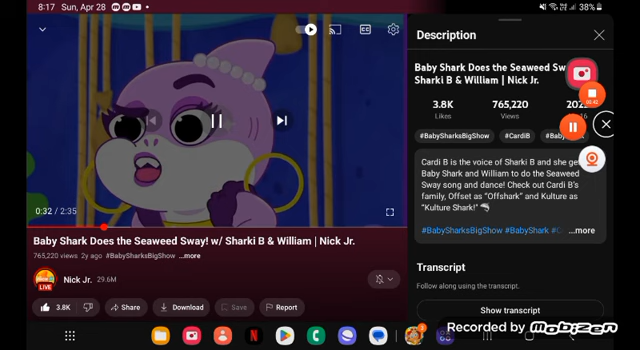 8:17 Sun, Apr 28
38%
Description
Baby Shark Does the Seaweed Sw
Sharki B & William | Nick Jr.
3.8K
765,220
202
Likes
Views
16
#BabySharksBigShow
#CardiB
#Baby
Cardi B is the voice of Sharki B and she ge
Baby Shark and William to do the Seaweed
Sway song and dance! Check out Cardi B's
family, Offset as "Offshark" and Kulture as
"Kulture Shark!"
#BabySharksBigShow #BabyShark #C
...more
Transcript
Follow along using the transcript.
Show transcript
CC
0:32 / 2:35
Baby Shark Does the Seaweed Sway! w/ Sharki B & William | Nick Jr.
765,220 views 2y ago #BabySharksBigShow ...more
LIVE
Nick Jr. 29.6M
3.8K
Share
Download
Save
Report
Recorded by Mobizen